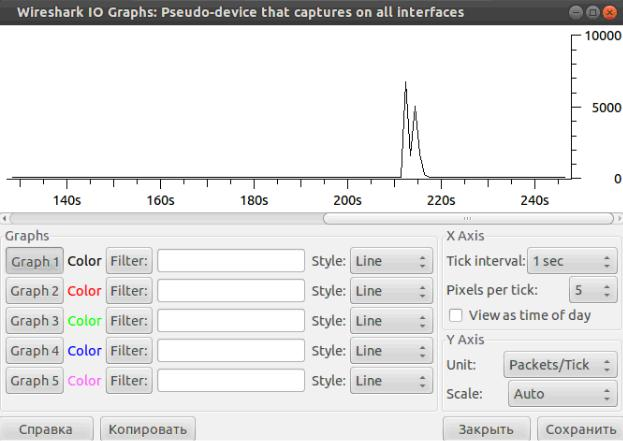 Wireshark IO Graphs: Pseudo-device that captures on all interfaces
10000
5000
0
140s 160s 180s 200s 220s 240s
Graphs
Graph 1 Color Filter: Style: Line
Graph 2 Color Filter: Style: Line
Graph 3 Color Filter: Style: Line
Graph 4 Color Filter: Style: Line
Graph 5 Color Filter: Style: Line
X Axis
Tick interval: 1 sec
Pixels per tick: 5
View as time of day
Y Axis
Unit: Packets/Tick
Scale: Auto
Справка Копировать Закрыть Сохранить